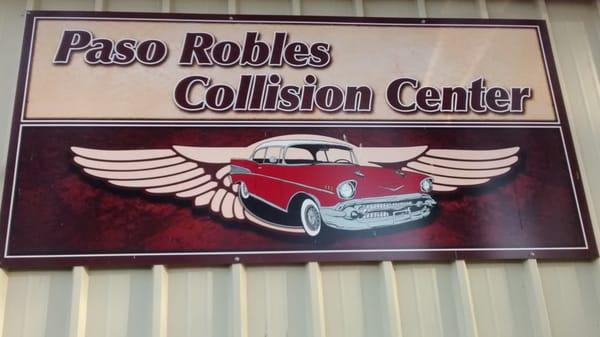 Paso Robles
Collision Center